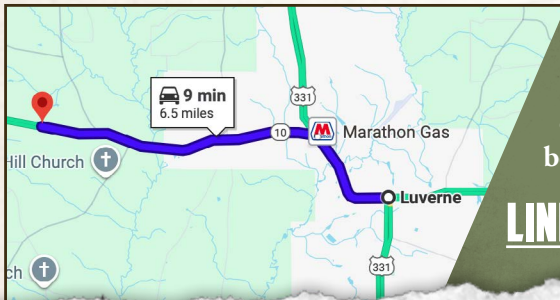 331
9 min
6.5 miles
10
M
Marathon Gas
Hill Church
b
Luverne
LIN
331
ch